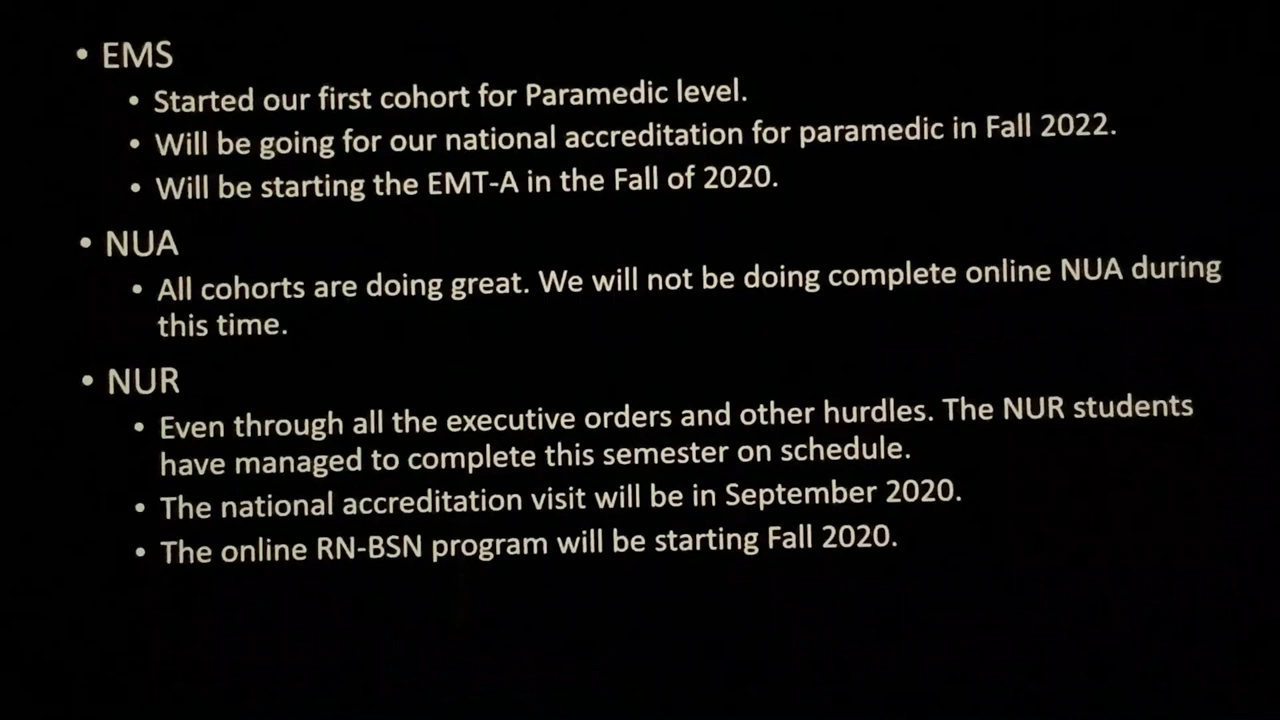 • EMS
• Started our first cohort for Paramedic level.
• Will be going for our national accreditation for paramedic in Fall 2022.
• Will be starting the EMT-A in the Fall of 2020.
• NUA
• All cohorts are doing great. We will not be doing complete online NUA during
this time.
• NUR
• Even through all the executive orders and other hurdles. The NUR students
have managed to complete this semester on schedule.
• The national accreditation visit will be in September 2020.
• The online RN-BSN program will be starting Fall 2020.